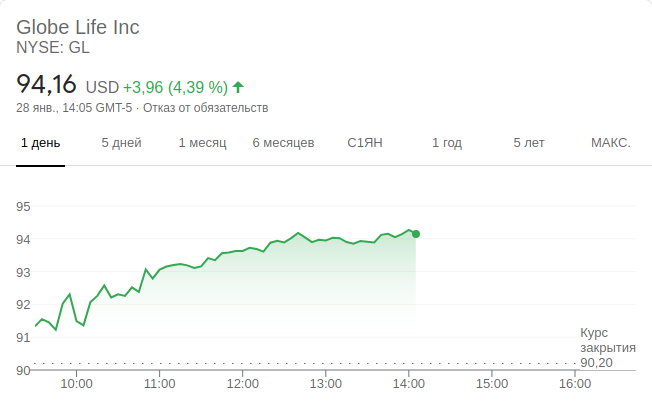 Globe Life Inc
NYSE: GL
94,16 USD +3,96 (4,39 %)
28 янв., 14:05 GMT-5 · Отказ от обязательств
1 день 5 дней 1 месяц 6 месяцев С1ЯН 1 год 5 лет МАКС.
95
94
93
92
91
90
Курс
закрытия
90,20
10:00 11:00 12:00 13:00 14:00 15:00 16:00